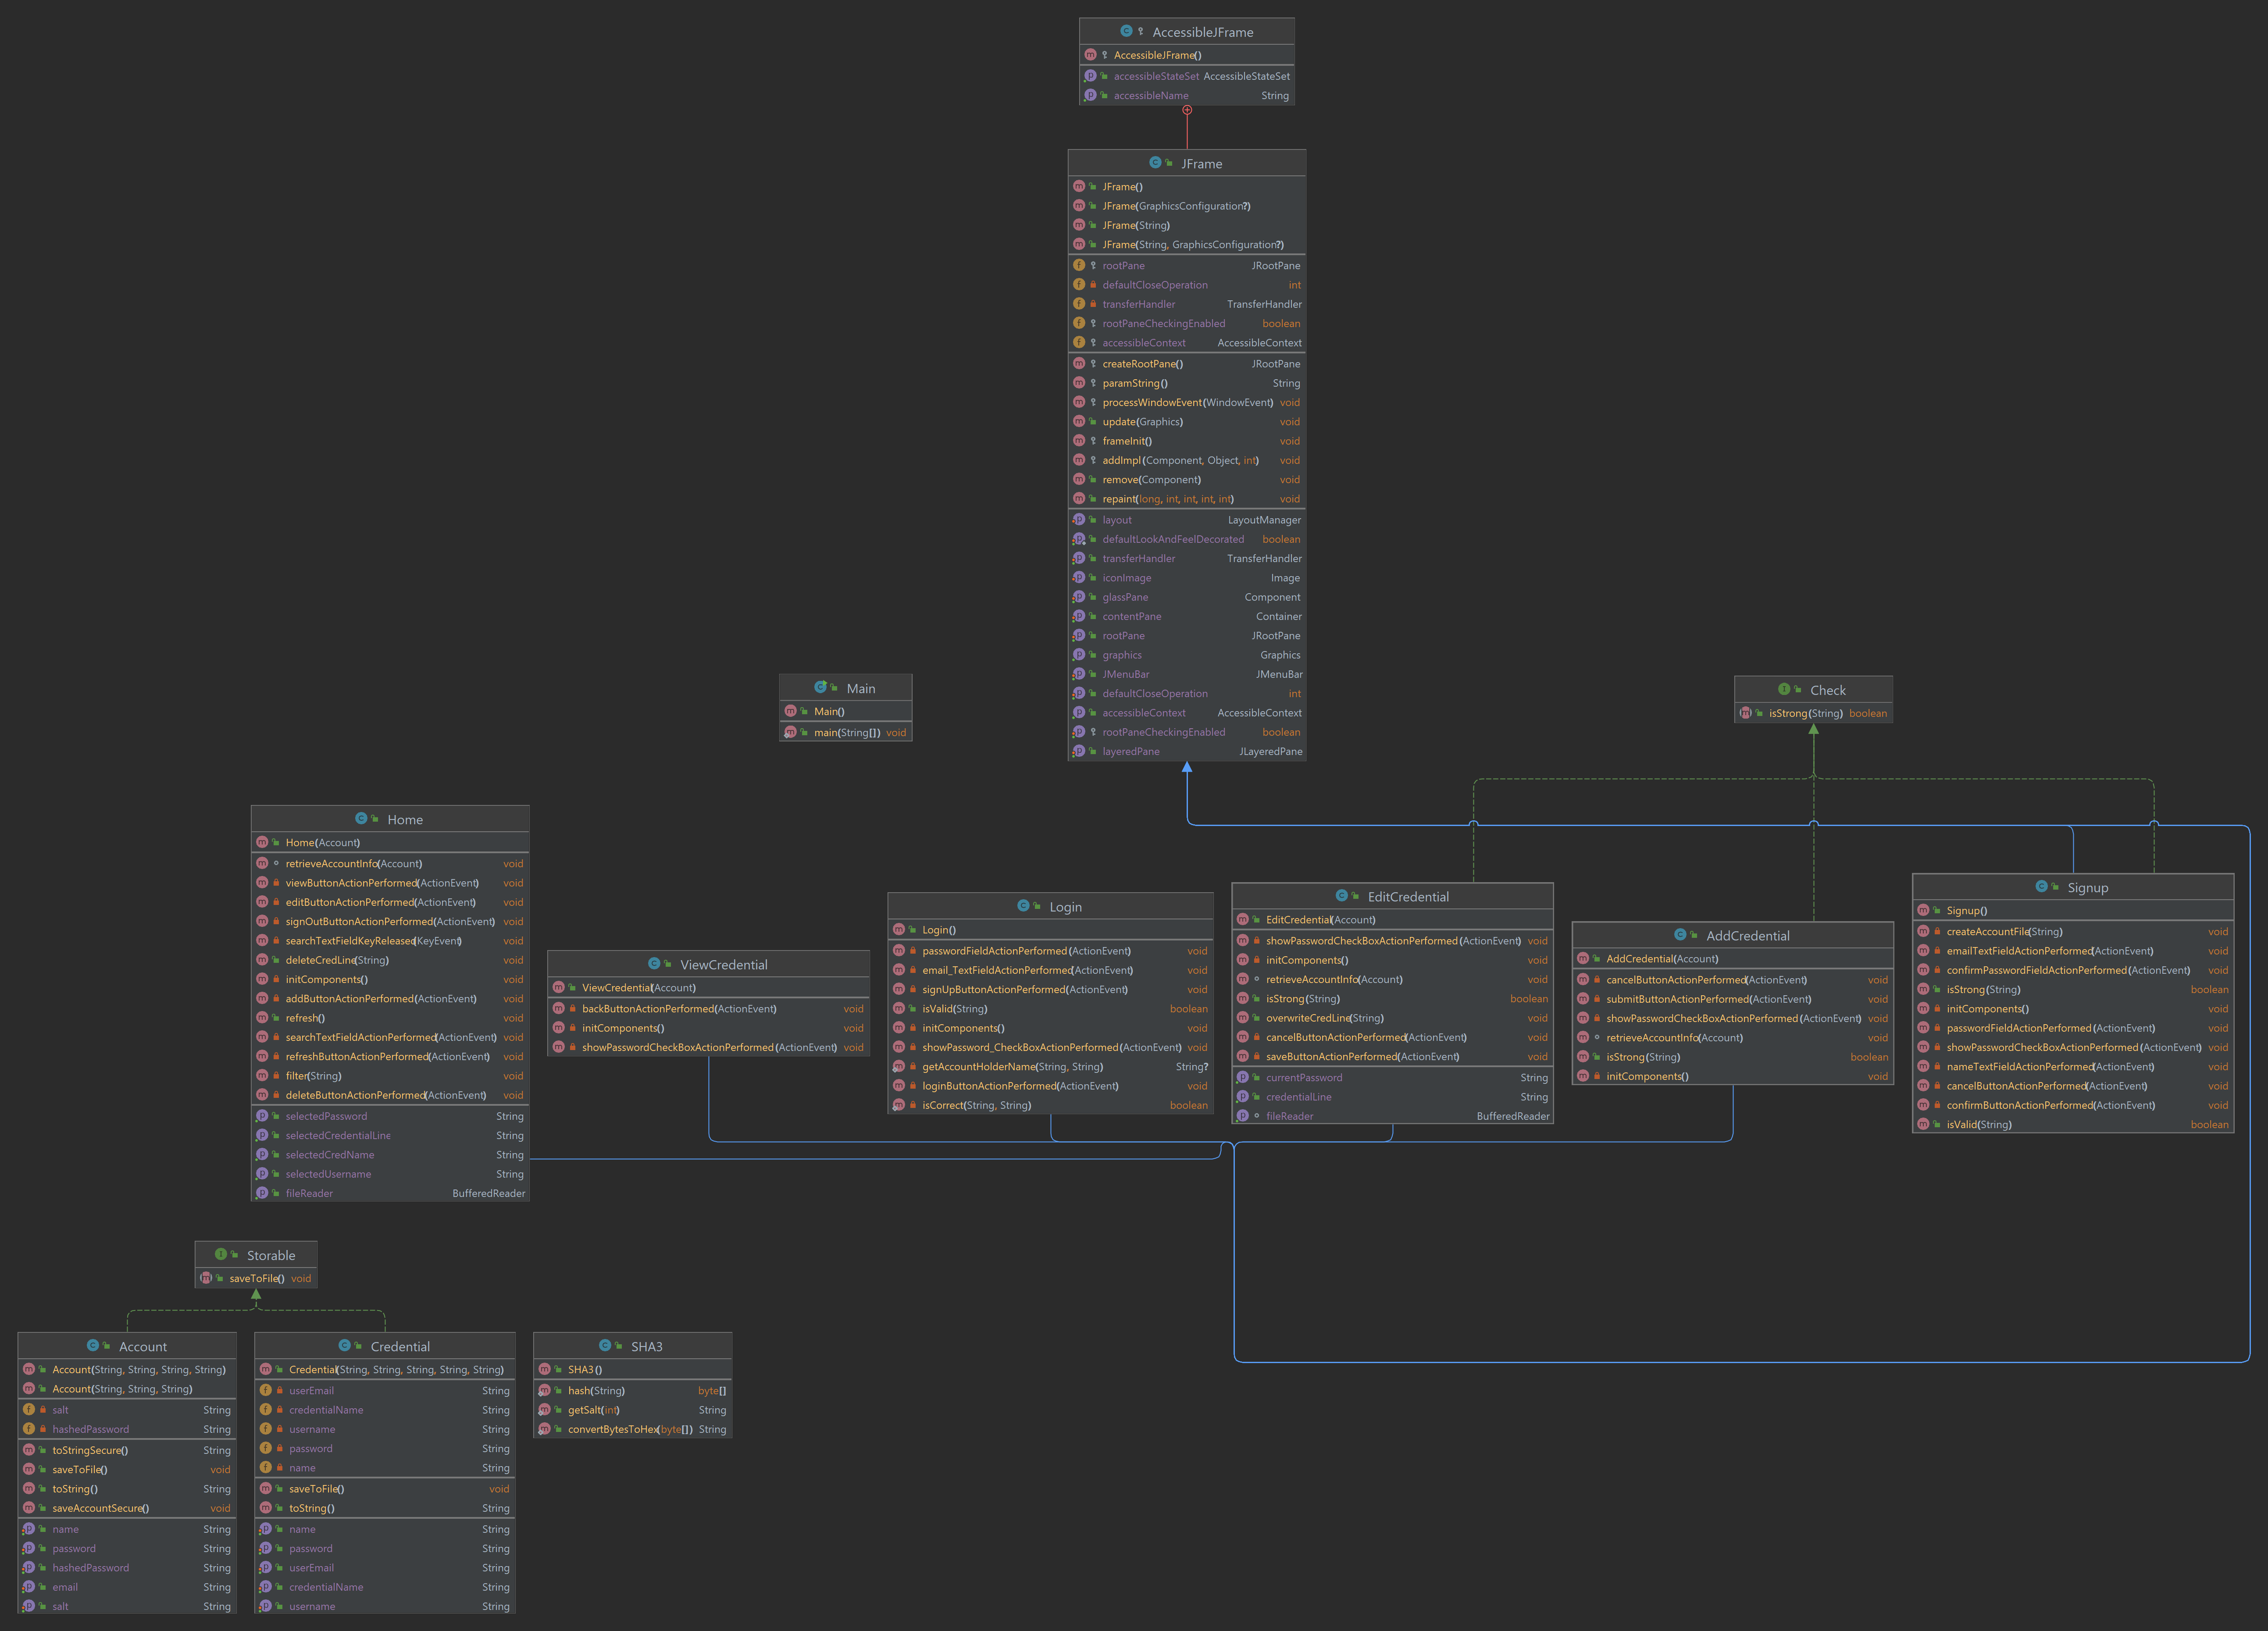 AccessibleJFrame
AccessibleJFrame()
accessibleStateSet AccessibleStateSet
accessibleName String
JFrame
JFrame()
JFrame(GraphicsConfiguration?)
JFrame(String)
JFrame(String, GraphicsConfiguration?)
rootPane JRootPane
defaultCloseOperation int
transferHandler TransferHandler
rootPaneCheckingEnabled boolean
accessibleContext AccessibleContext
createRootPane() JRootPane
paramString() String
processWindowEvent(WindowEvent) void
update(Graphics) void
frameInit() void
addImpl(Component, Object, int) void
remove(Component) void
repaint(long, int, int, int, int) void
layout LayoutManager
defaultLookAndFeelDecorated boolean
transferHandler TransferHandler
iconImage Image
glassPane Component
contentPane Container
rootPane JRootPane
graphics Graphics
JMenuBar JMenuBar
defaultCloseOperation int
accessibleContext AccessibleContext
rootPaneCheckingEnabled boolean
layeredPane JLayeredPane
Main
Main()
main(String[]) void
Check
isStrong(String) boolean
Home
Home(Account)
retrieveAccountInfo(Account) void
viewButtonActionPerformed(ActionEvent) void
editButtonActionPerformed(ActionEvent) void
signOutButtonActionPerformed(ActionEvent) void
searchTextFieldKeyReleased(KeyEvent) void
deleteCredLine(String) void
initComponents() void
addButtonActionPerformed(ActionEvent) void
refresh() void
searchTextFieldActionPerformed(ActionEvent) void
refreshButtonActionPerformed(ActionEvent) void
filter(String) void
deleteButtonActionPerformed(ActionEvent) void
selectedPassword String
selectedCredentialLine String
selectedCredName String
selectedUsername String
fileReader BufferedReader
ViewCredential
ViewCredential(Account)
backButtonActionPerformed(ActionEvent) void
initComponents() void
showPasswordCheckBoxActionPerformed(ActionEvent) void
Login
Login()
passwordFieldActionPerformed(ActionEvent) void
email_TextFieldActionPerformed(ActionEvent) void
signUpButtonActionPerformed(ActionEvent) void
isValid(String) boolean
initComponents() void
showPassword_CheckBoxActionPerformed(ActionEvent) void
getAccountHolderName(String, String) String?
loginButtonActionPerformed(ActionEvent) void
isCorrect(String, String) boolean
EditCredential
EditCredential(Account)
showPasswordCheckBoxActionPerformed(ActionEvent) void
initComponents() void
retrieveAccountInfo(Account) void
isStrong(String) boolean
overwriteCredLine(String) void
cancelButtonActionPerformed(ActionEvent) void
saveButtonActionPerformed(ActionEvent) void
currentPassword String
credentialLine String
fileReader BufferedReader
AddCredential
AddCredential(Account)
cancelButtonActionPerformed(ActionEvent) void
submitButtonActionPerformed(ActionEvent) void
showPasswordCheckBoxActionPerformed(ActionEvent) void
retrieveAccountInfo(Account) void
isStrong(String) boolean
initComponents() void
Signup
Signup()
createAccountFile(String) void
emailTextFieldActionPerformed(ActionEvent) void
confirmPasswordFieldActionPerformed(ActionEvent) void
isStrong(String) boolean
initComponents() void
passwordFieldActionPerformed(ActionEvent) void
showPasswordCheckBoxActionPerformed(ActionEvent) void
nameTextFieldActionPerformed(ActionEvent) void
cancelButtonActionPerformed(ActionEvent) void
confirmButtonActionPerformed(ActionEvent) void
isValid(String) boolean
Storable
saveToFile() void
Account
Account(String, String, String, String)
Account(String, String, String)
salt String
hashedPassword String
toStringSecure() String
saveToFile() void
toString() String
saveAccountSecure() void
name String
password String
hashedPassword String
email String
salt String
Credential
Credential(String, String, String, String, String)
userEmail String
credentialName String
username String
password String
name String
saveToFile() void
toString() String
name String
password String
userEmail String
credentialName String
username String
SHA3
SHA3()
hash(String) byte[]
getSalt(int) String
convertBytesToHex(byte[]) String